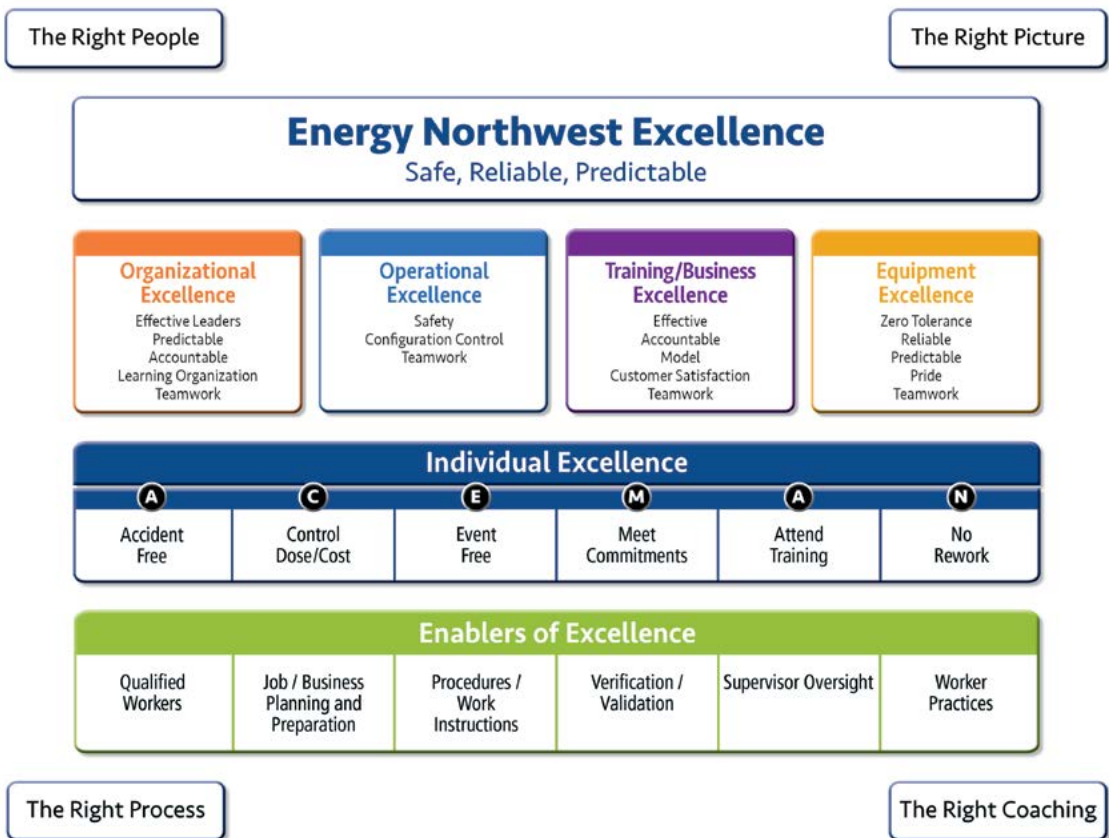 The Right People
The Right Picture
Energy Northwest Excellence
Safe, Reliable, Predictable
Organizational
Excellence
Effective Leaders
Predictable
Accountable
Learning Organization
Teamwork
Operational
Excellence
Safety
Configuration Control
Teamwork
Training/Business
Excellence
Effective
Accountable
Model
Customer Satisfaction
Teamwork
Equipment
Excellence
Zero Tolerance
Reliable
Predictable
Pride
Teamwork
Individual Excellence
A
Accident
Free
C
Control
Dose/Cost
E
Event
Free
M
Meet
Commitments
A
Attend
Training
N
No
Rework
Enablers of Excellence
Qualified
Workers
Job / Business
Planning and
Preparation
Procedures /
Work
Instructions
Verification /
Validation
Supervisor Oversight
Worker
Practices
The Right Process
The Right Coaching